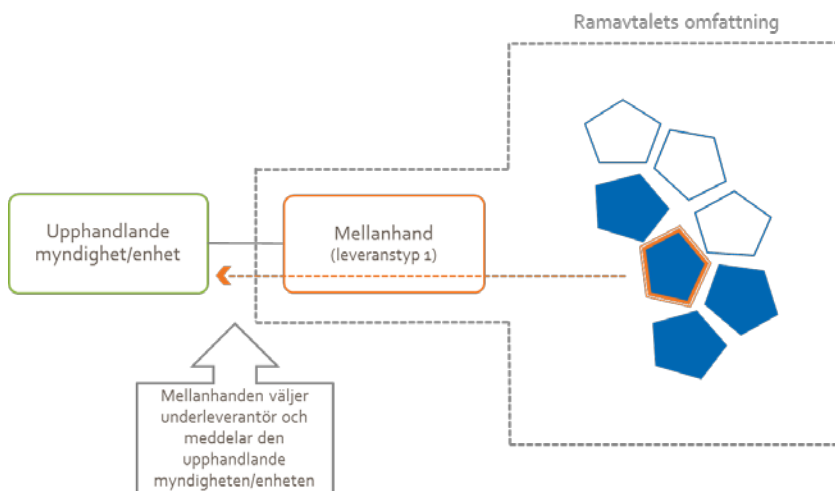 Ramavtalets omfattning
Upphandlande
myndighet/enhet
Mellanhand
(leveranstyp 1)
Mellanhanden väljer
underleverantör och
meddelar den
upphandlande
myndigheten/enheten